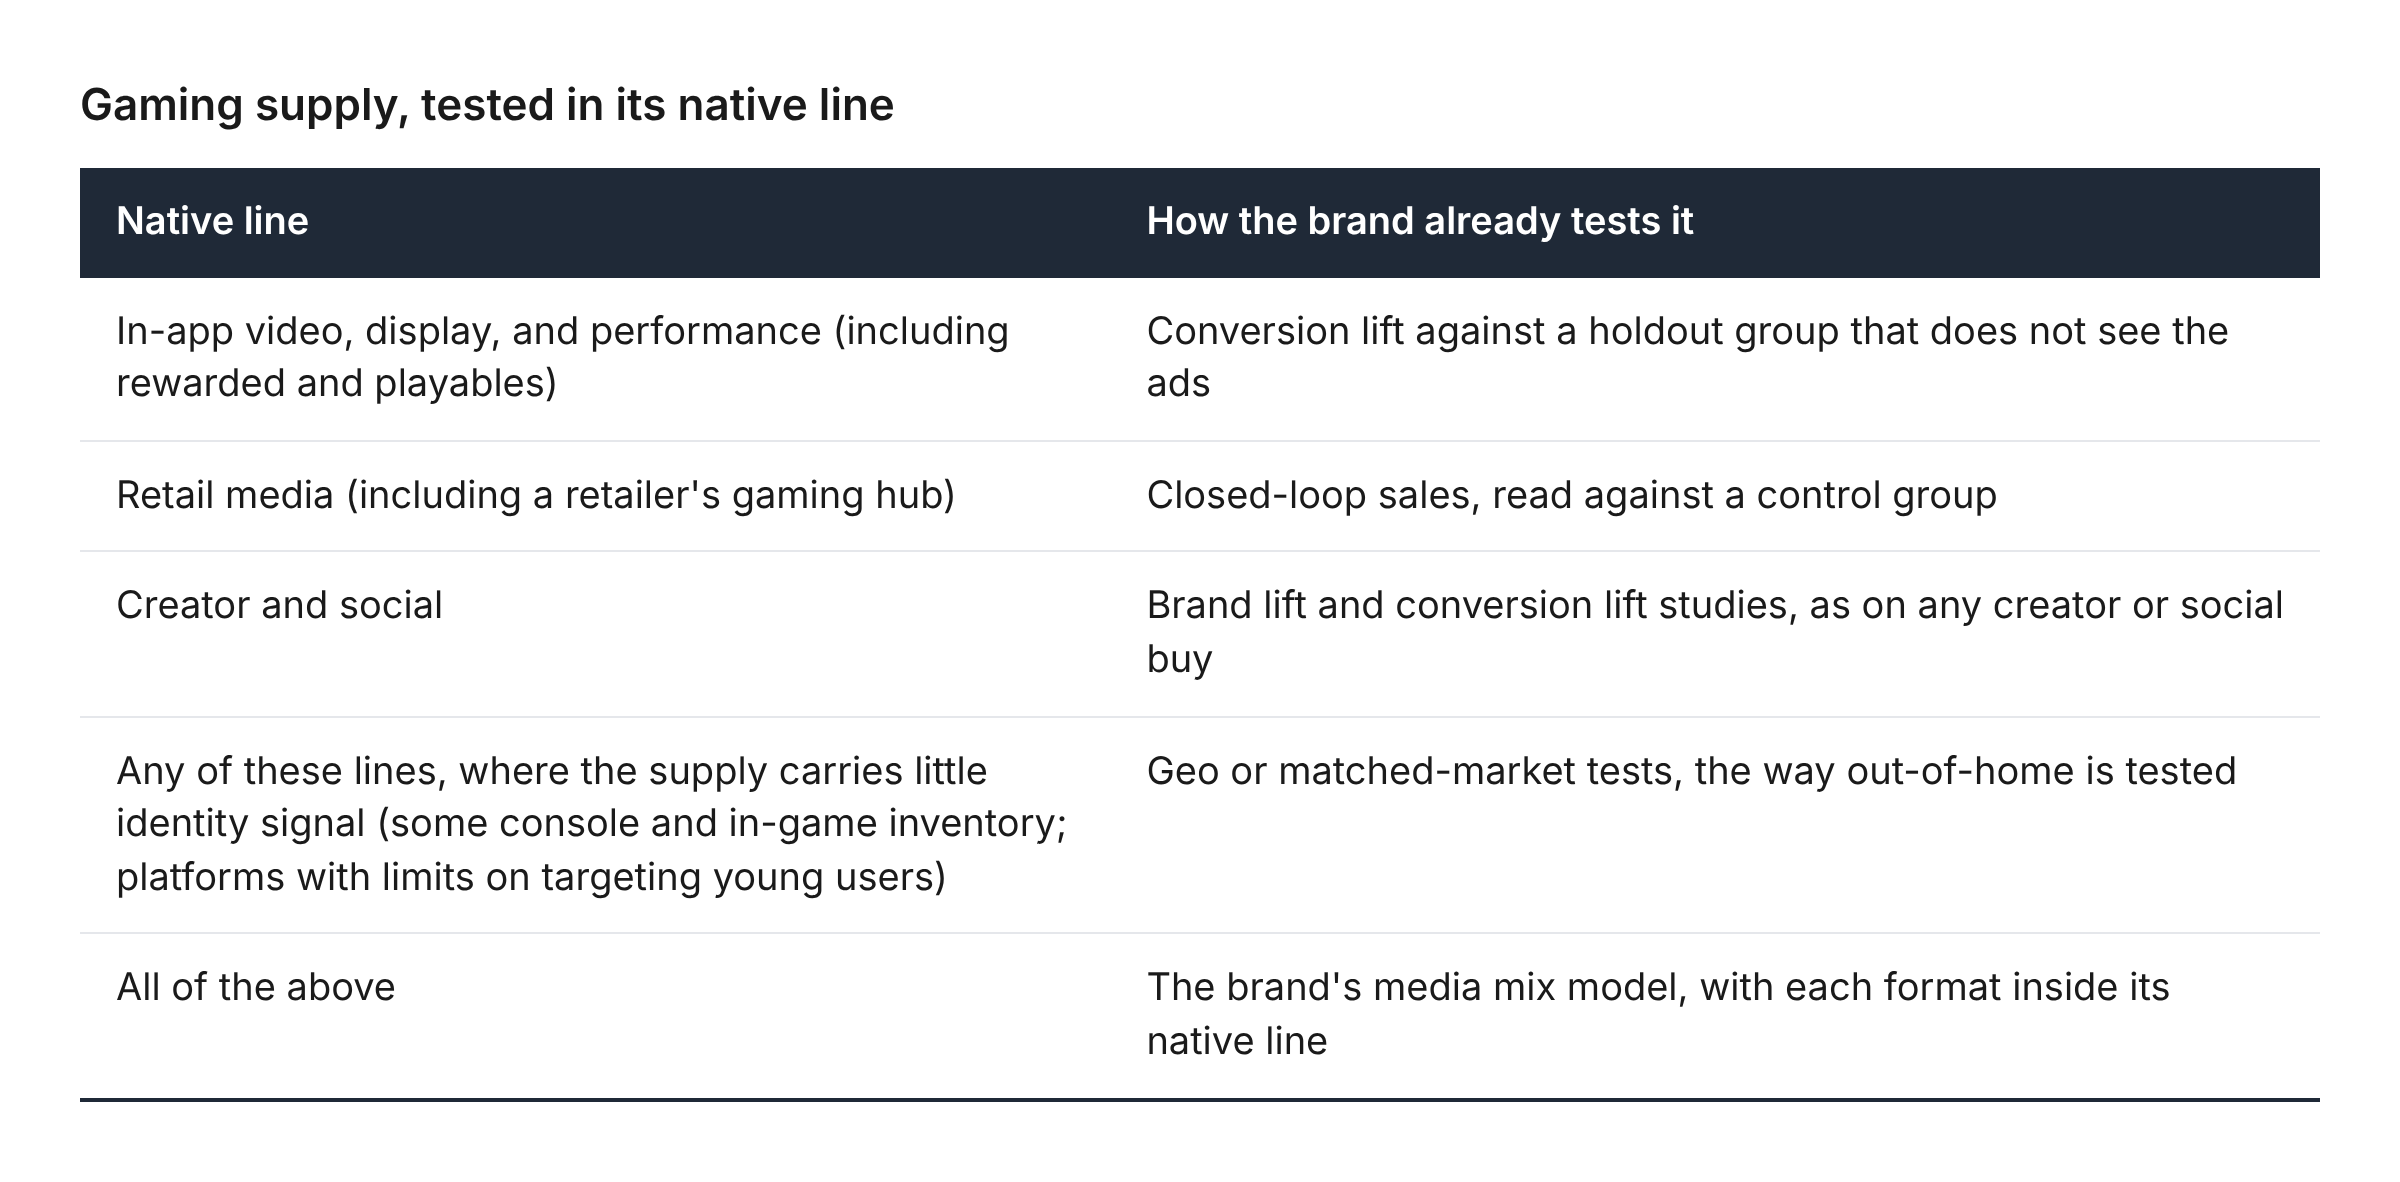 Gaming supply, tested in its native line
Native line
How the brand already tests it
In-app video, display, and performance (including
rewarded and playables)
Conversion lift against a holdout group that does not see the
ads
Retail media (including a retailer's gaming hub)
Closed-loop sales, read against a control group
Creator and social
Brand lift and conversion lift studies, as on any creator or social
buy
Any of these lines, where the supply carries little
identity signal (some console and in-game inventory;
platforms with limits on targeting young users)
Geo or matched-market tests, the way out-of-home is tested
All of the above
The brand's media mix model, with each format inside its
native line